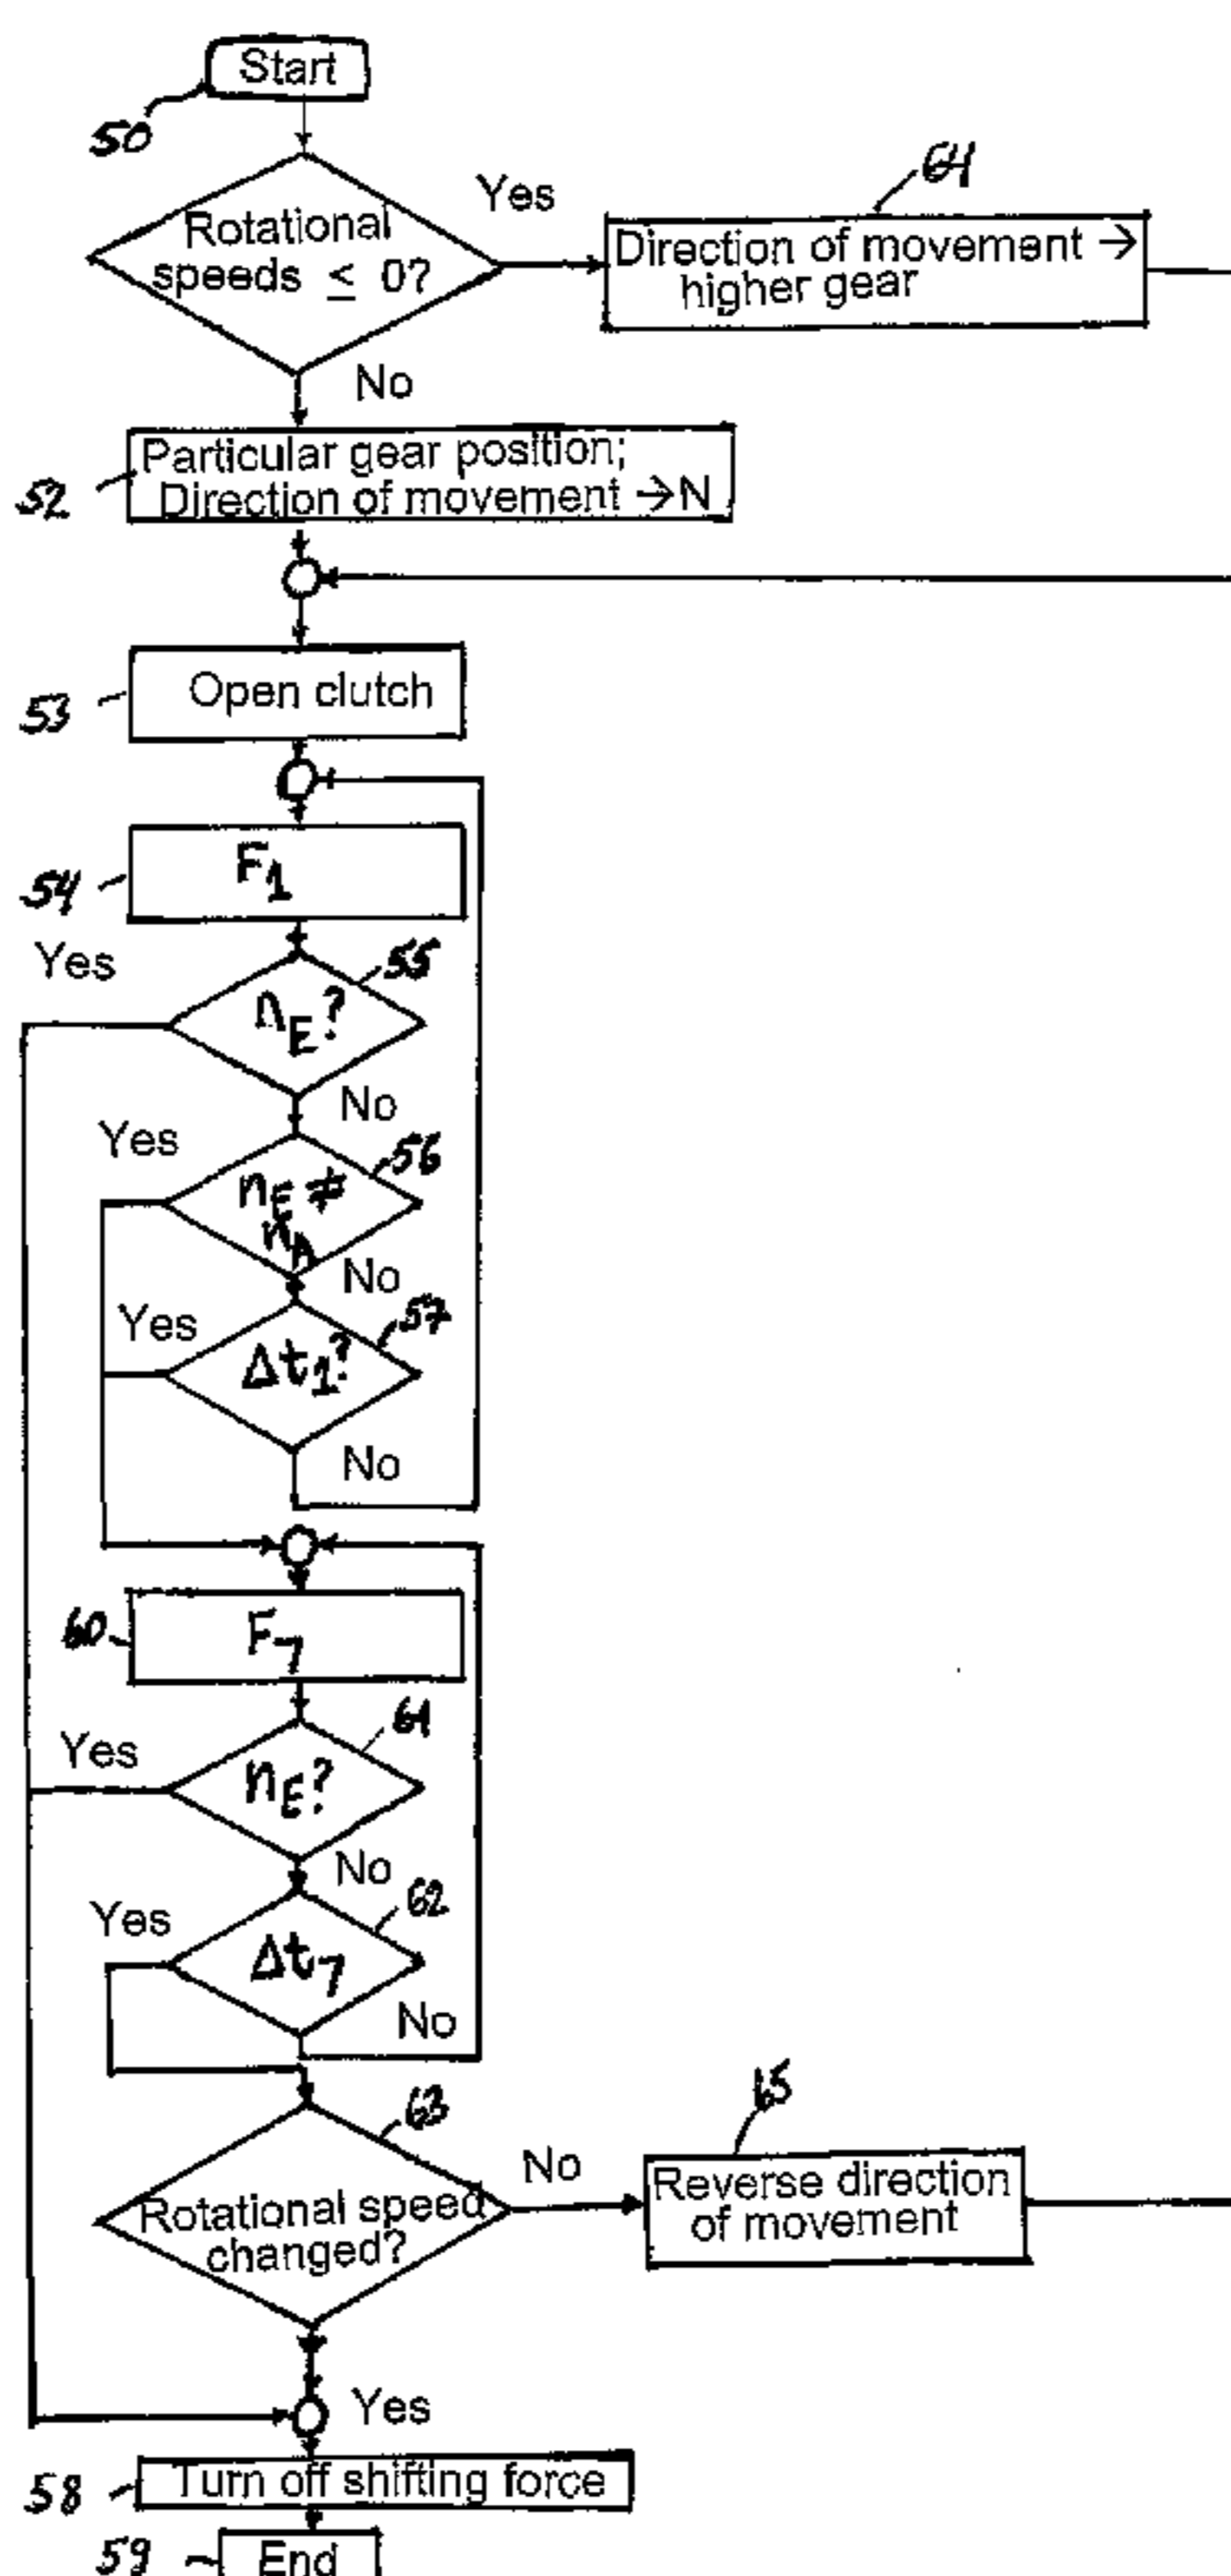 Start
50
Yes
64
Rotational
speeds ≤ 0?
Direction of movement →
higher gear
No
Particular gear position;
Direction of movement → N
52
Open clutch
53
F1
54
Yes
55
nE?
No
Yes
56
nE ≠
nA
No
Yes
57
Δt1?
No
F7
60
61
Yes
nE?
No
62
Yes
Δt7
No
65
63
No
Rotational speed
changed?
Reverse direction
of movement
Yes
Turn off shifting force
58
59
End